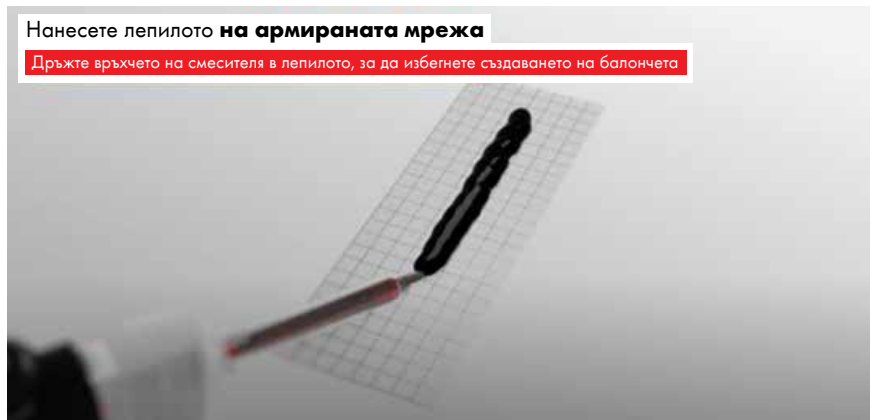 Нанесете лепилото на армираната мрежа
Дръжте връхчето на смесителя в лепилото, за да избегнете създаването на балончета